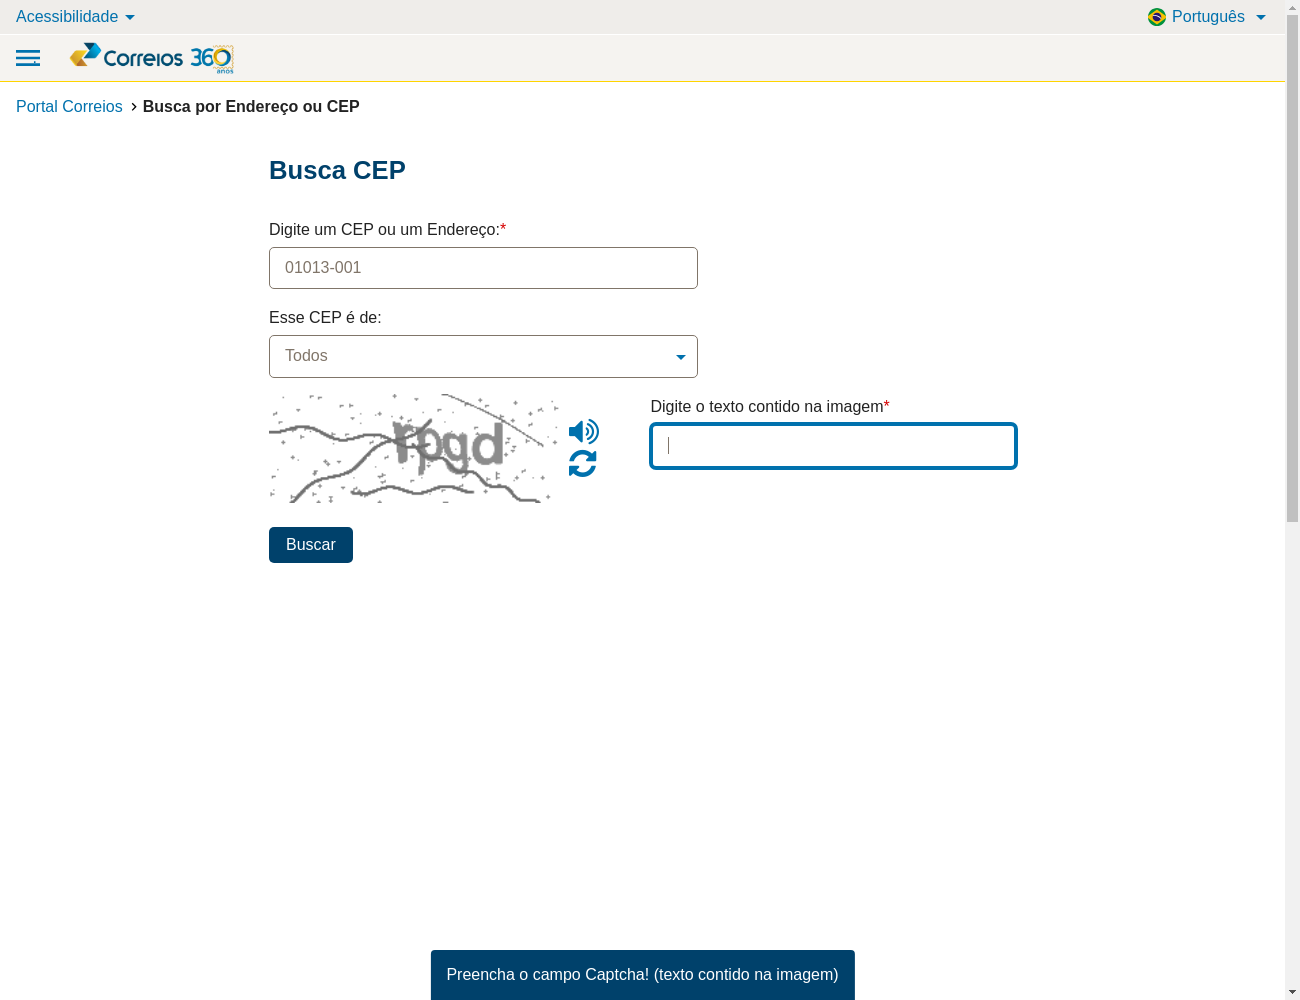 Acessibilidade
Português
Correios 360 anos
Portal Correios > Busca por Endereço ou CEP
Busca CEP
Digite um CEP ou um Endereço:*
01013-001
Esse CEP é de:
Todos
Digite o texto contido na imagem*
Buscar
Preencha o campo Captcha! (texto contido na imagem)